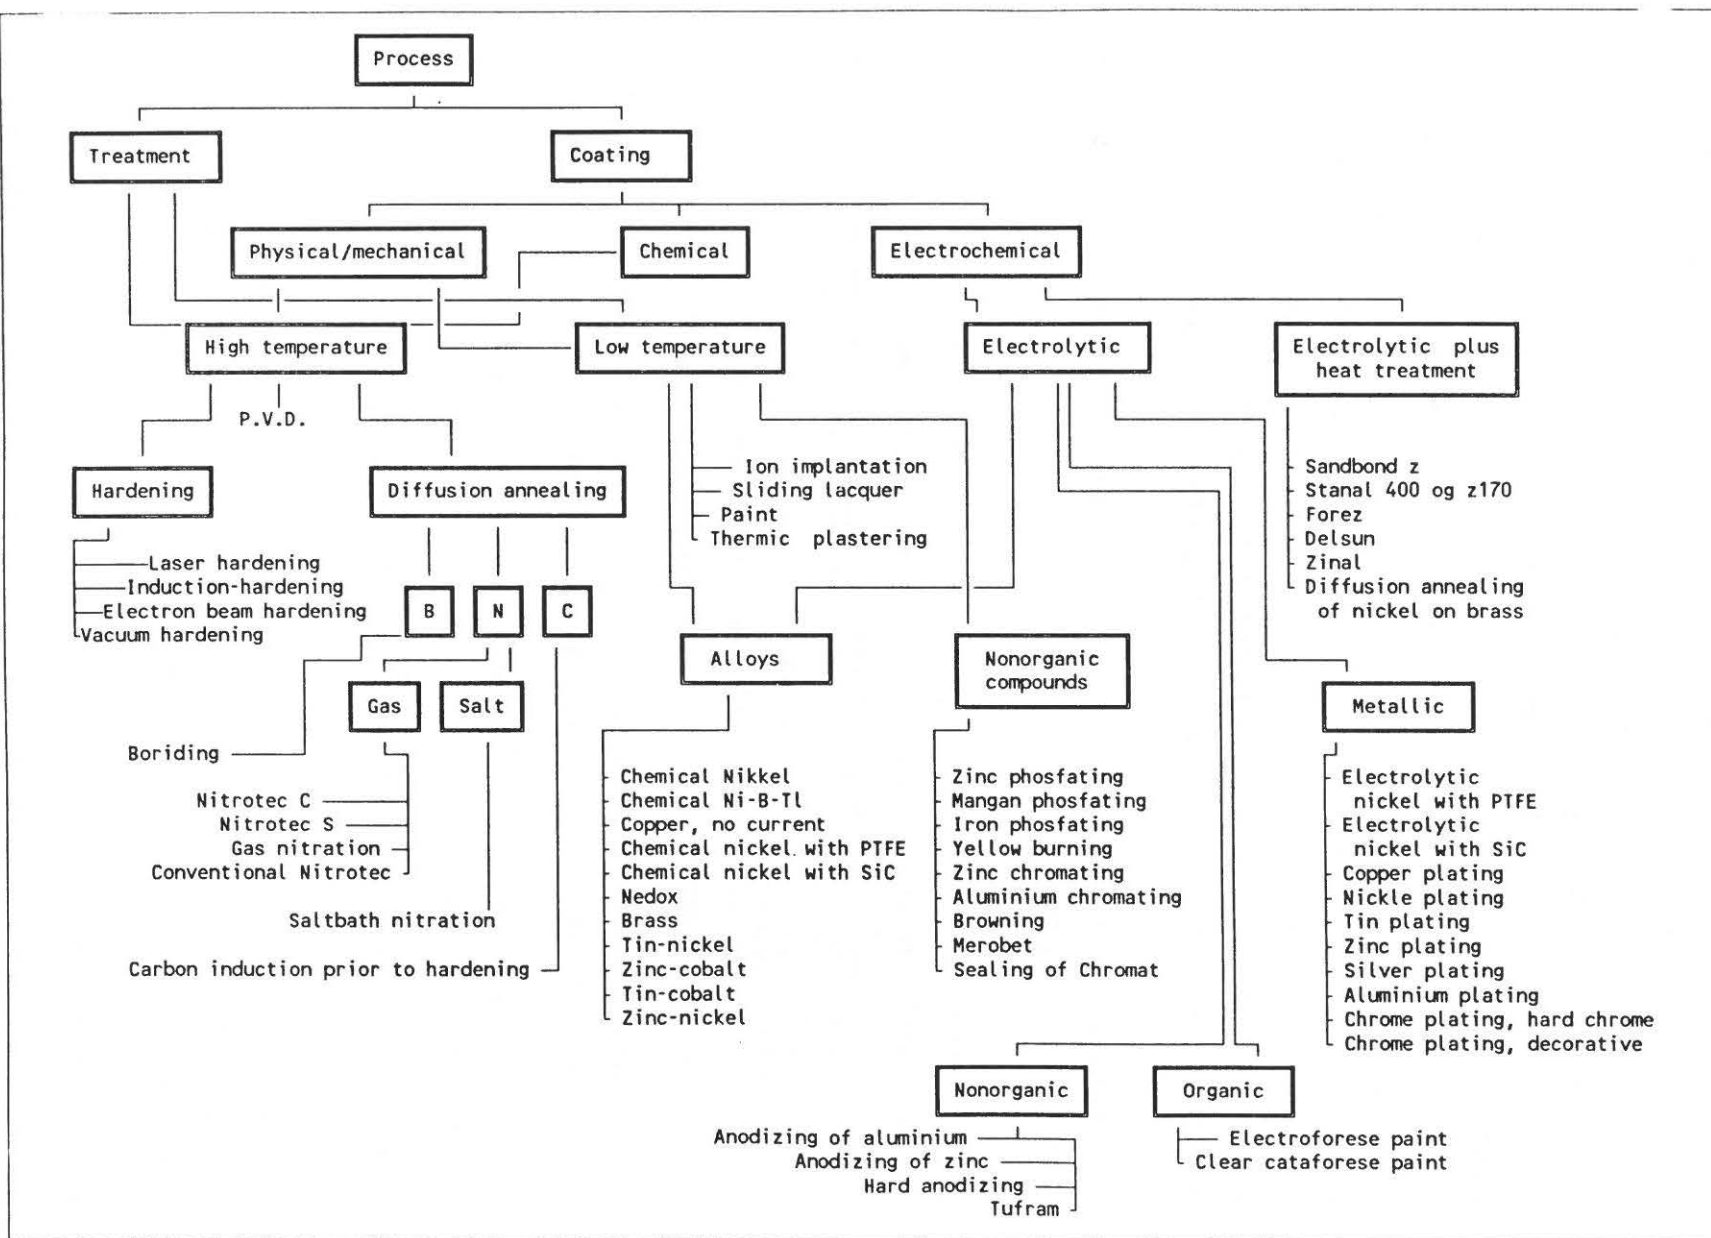 Process
Treatment
Coating
Physical/mechanical
Chemical
Electrochemical
High temperature
Low temperature
Electrolytic
Electrolytic plus
heat treatment
P.V.D.
Hardening
Diffusion annealing
Ion implantation
Sliding lacquer
Paint
Thermic plastering
Sandbond z
Stanal 400 og z170
Forez
Delsun
Zinal
Diffusion annealing
of nickel on brass
Laser hardening
Induction-hardening
Electron beam hardening
Vacuum hardening
B
N
C
Gas
Salt
Boriding
Nitrotec C
Nitrotec S
Gas nitration
Conventional Nitrotec
Saltbath nitration
Carbon induction prior to hardening
Alloys
Chemical Nikkel
Chemical Ni-B-Tl
Copper, no current
Chemical nickel with PTFE
Chemical nickel with SiC
Nedox
Brass
Tin-nickel
Zinc-cobalt
Tin-cobalt
Zinc-nickel
Nonorganic
compounds
Zinc phosfating
Mangan phosfating
Iron phosfating
Yellow burning
Zinc chromating
Aluminium chromating
Browning
Merobet
Sealing of Chromat
Metallic
Electrolytic
nickel with PTFE
Electrolytic
nickel with SiC
Copper plating
Nickle plating
Tin plating
Zinc plating
Silver plating
Aluminium plating
Chrome plating, hard chrome
Chrome plating, decorative
Nonorganic
Anodizing of aluminium
Anodizing of zinc
Hard anodizing
Tufram
Organic
Electroforese paint
Clear cataforese paint